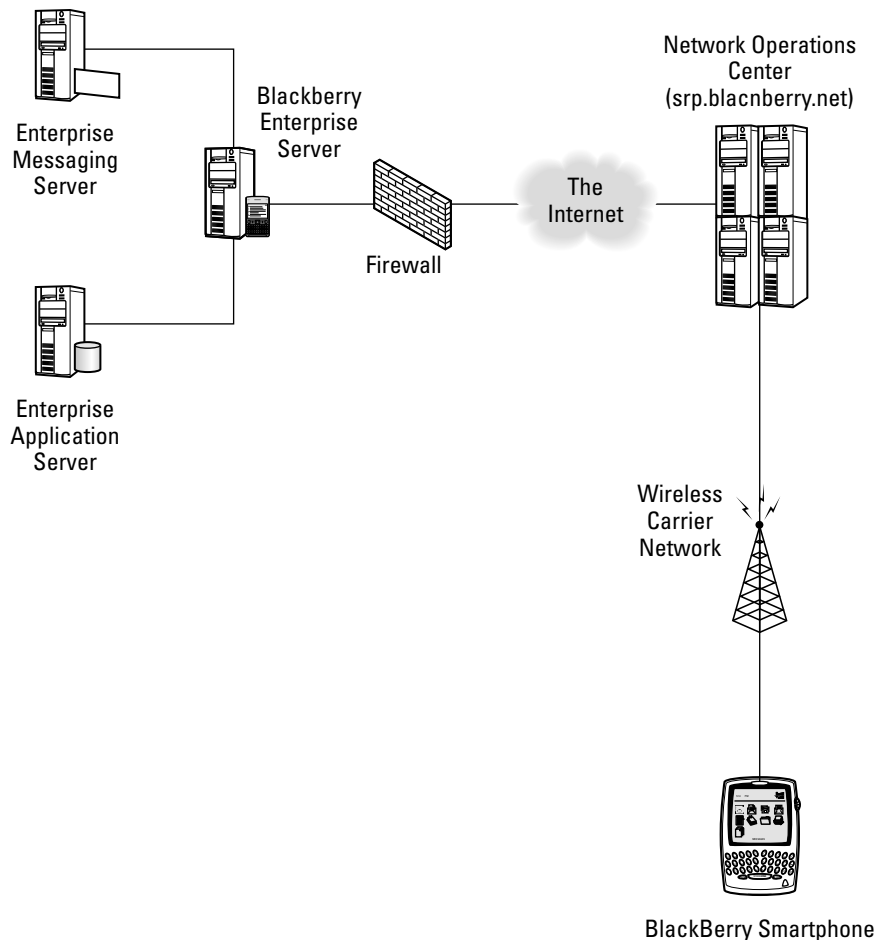 Enterprise
Messaging
Server
Blackberry
Enterprise
Server
Network Operations
Center
(srp.blacnberry.net)
The
Internet
Firewall
Enterprise
Application
Server
Wireless
Carrier
Network
BlackBerry Smartphone